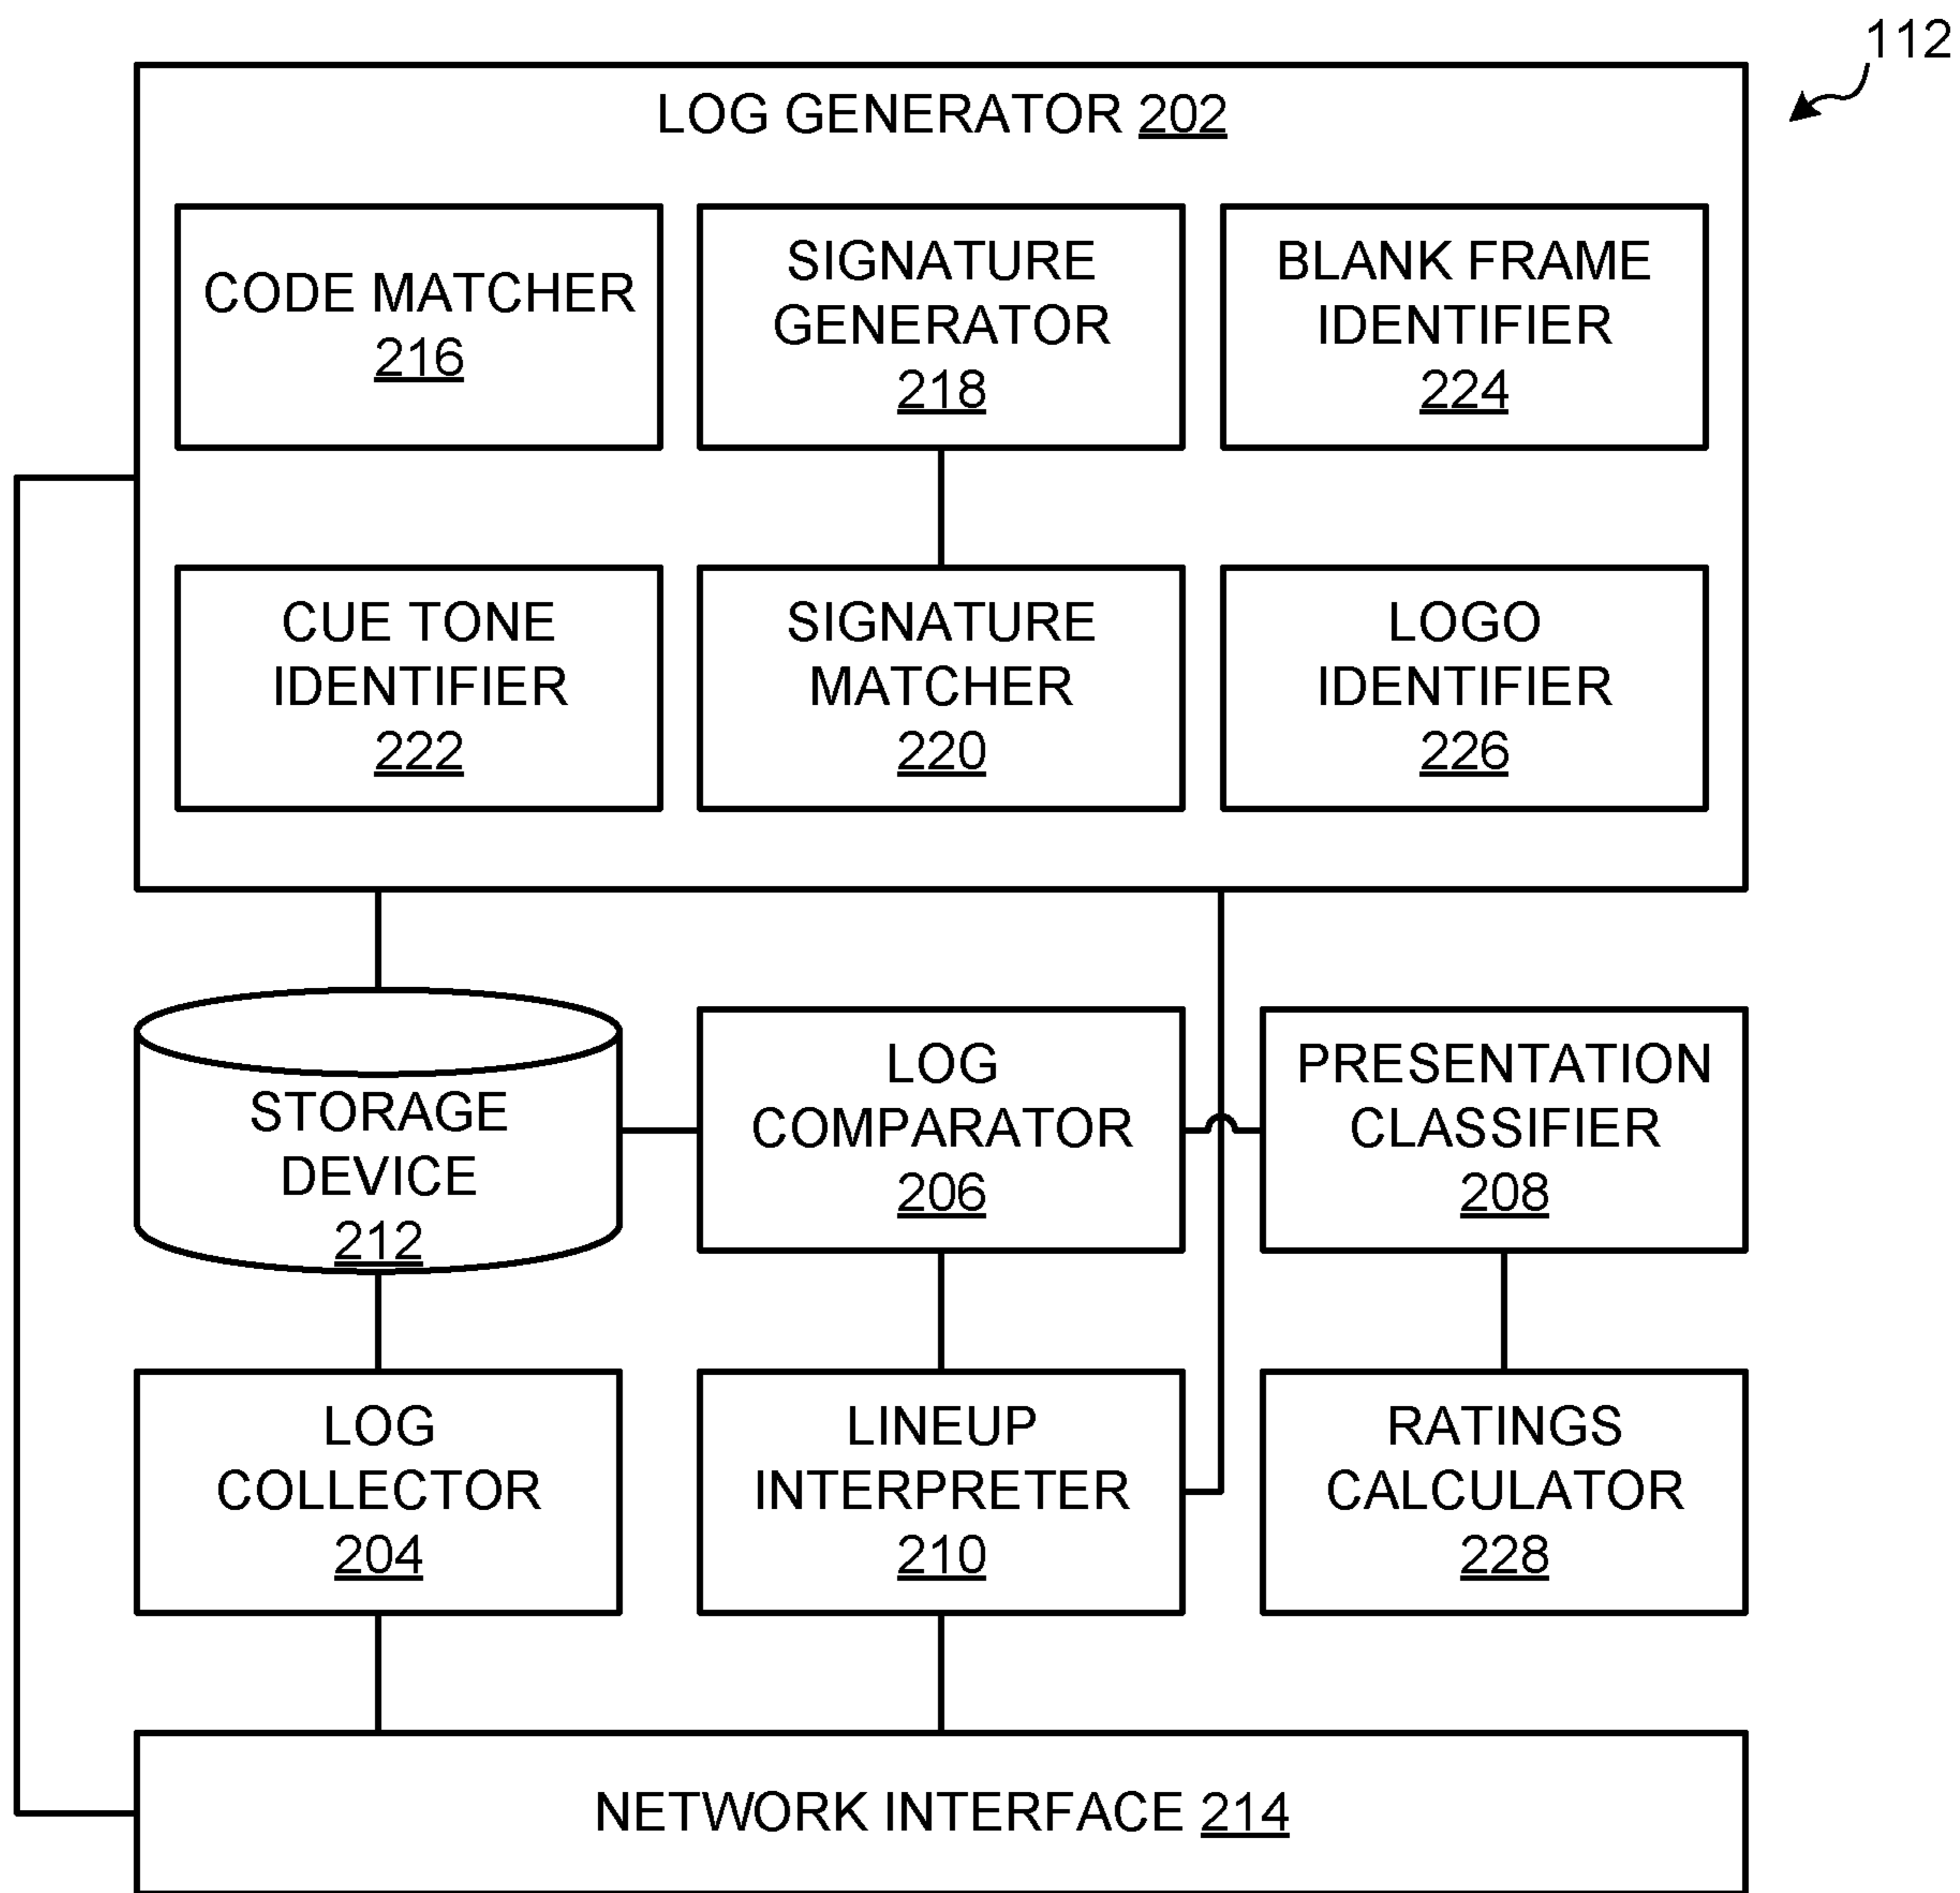 112
LOG GENERATOR 202
CODE MATCHER
216
SIGNATURE
GENERATOR
218
BLANK FRAME
IDENTIFIER
224
CUE TONE
IDENTIFIER
222
SIGNATURE
MATCHER
220
LOGO
IDENTIFIER
226
STORAGE
DEVICE
212
LOG
COMPARATOR
206
PRESENTATION
CLASSIFIER
208
LOG
COLLECTOR
204
LINEUP
INTERPRETER
210
RATINGS
CALCULATOR
228
NETWORK INTERFACE 214